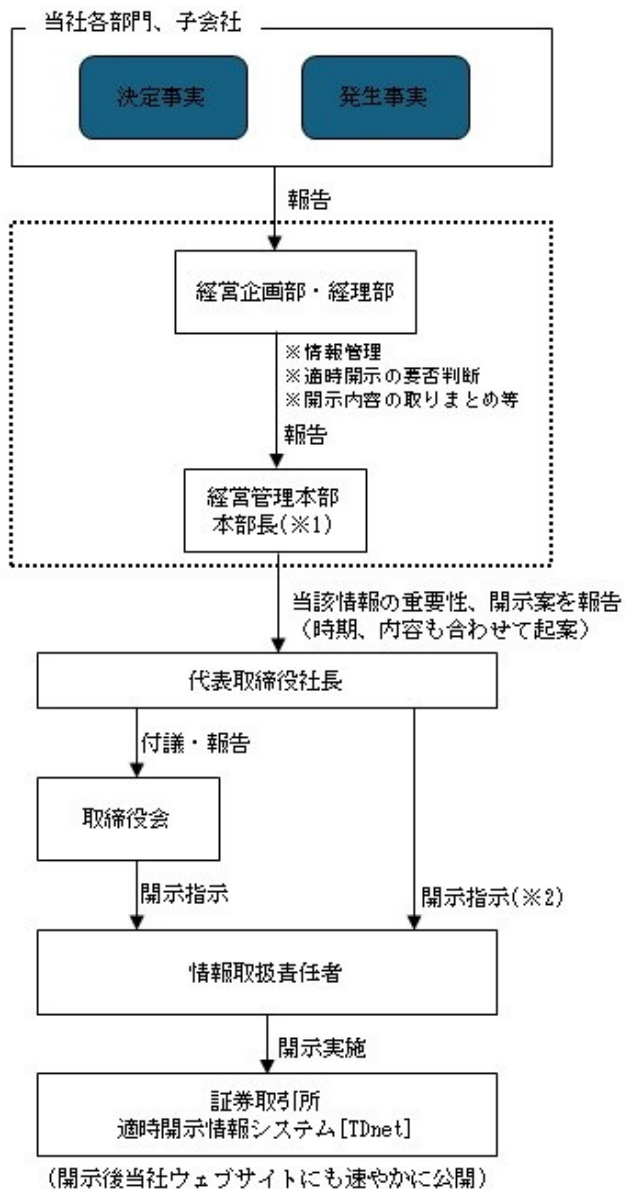 当社各部門、子会社
決定事実
発生事実
報告
経営企画部・経理部
※情報管理
※適時開示の要否判断
※開示内容の取りまとめ等
報告
経営管理本部
本部長(※1)
当該情報の重要性、開示案を報告
(時期、内容も合わせて起案)
代表取締役社長
付議・報告
取締役会
開示指示
開示指示(※2)
情報取扱責任者
開示実施
証券取引所
適時開示情報システム[TDnet]
(開示後当社ウェブサイトにも速やかに公開)